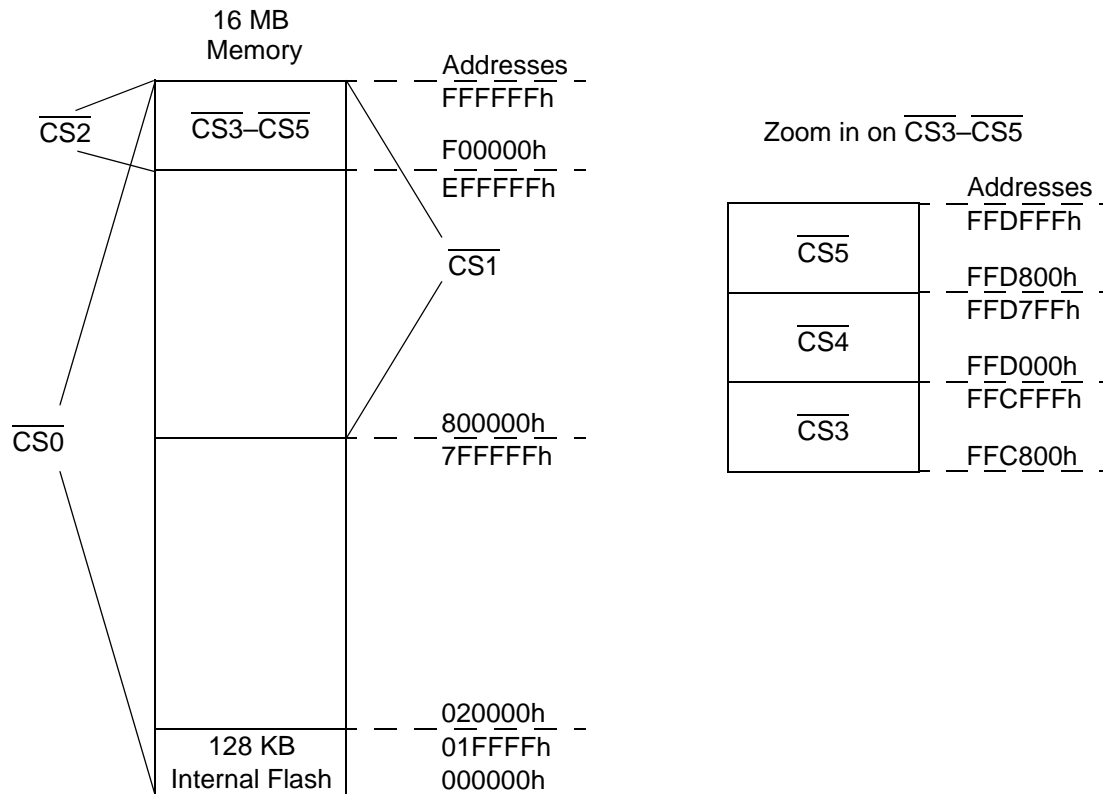 16 MB
Memory
Addresses
FFFFFFh
CS2
CS3–CS5
F00000h
EFFFFFh
CS1
800000h
7FFFFFh
CS0
020000h
128 KB
01FFFFh
Internal Flash
000000h
Zoom in on CS3–CS5
Addresses
FFDFFFh
CS5
FFD800h
FFD7FFh
CS4
FFD000h
FFCFFFh
CS3
FFC800h